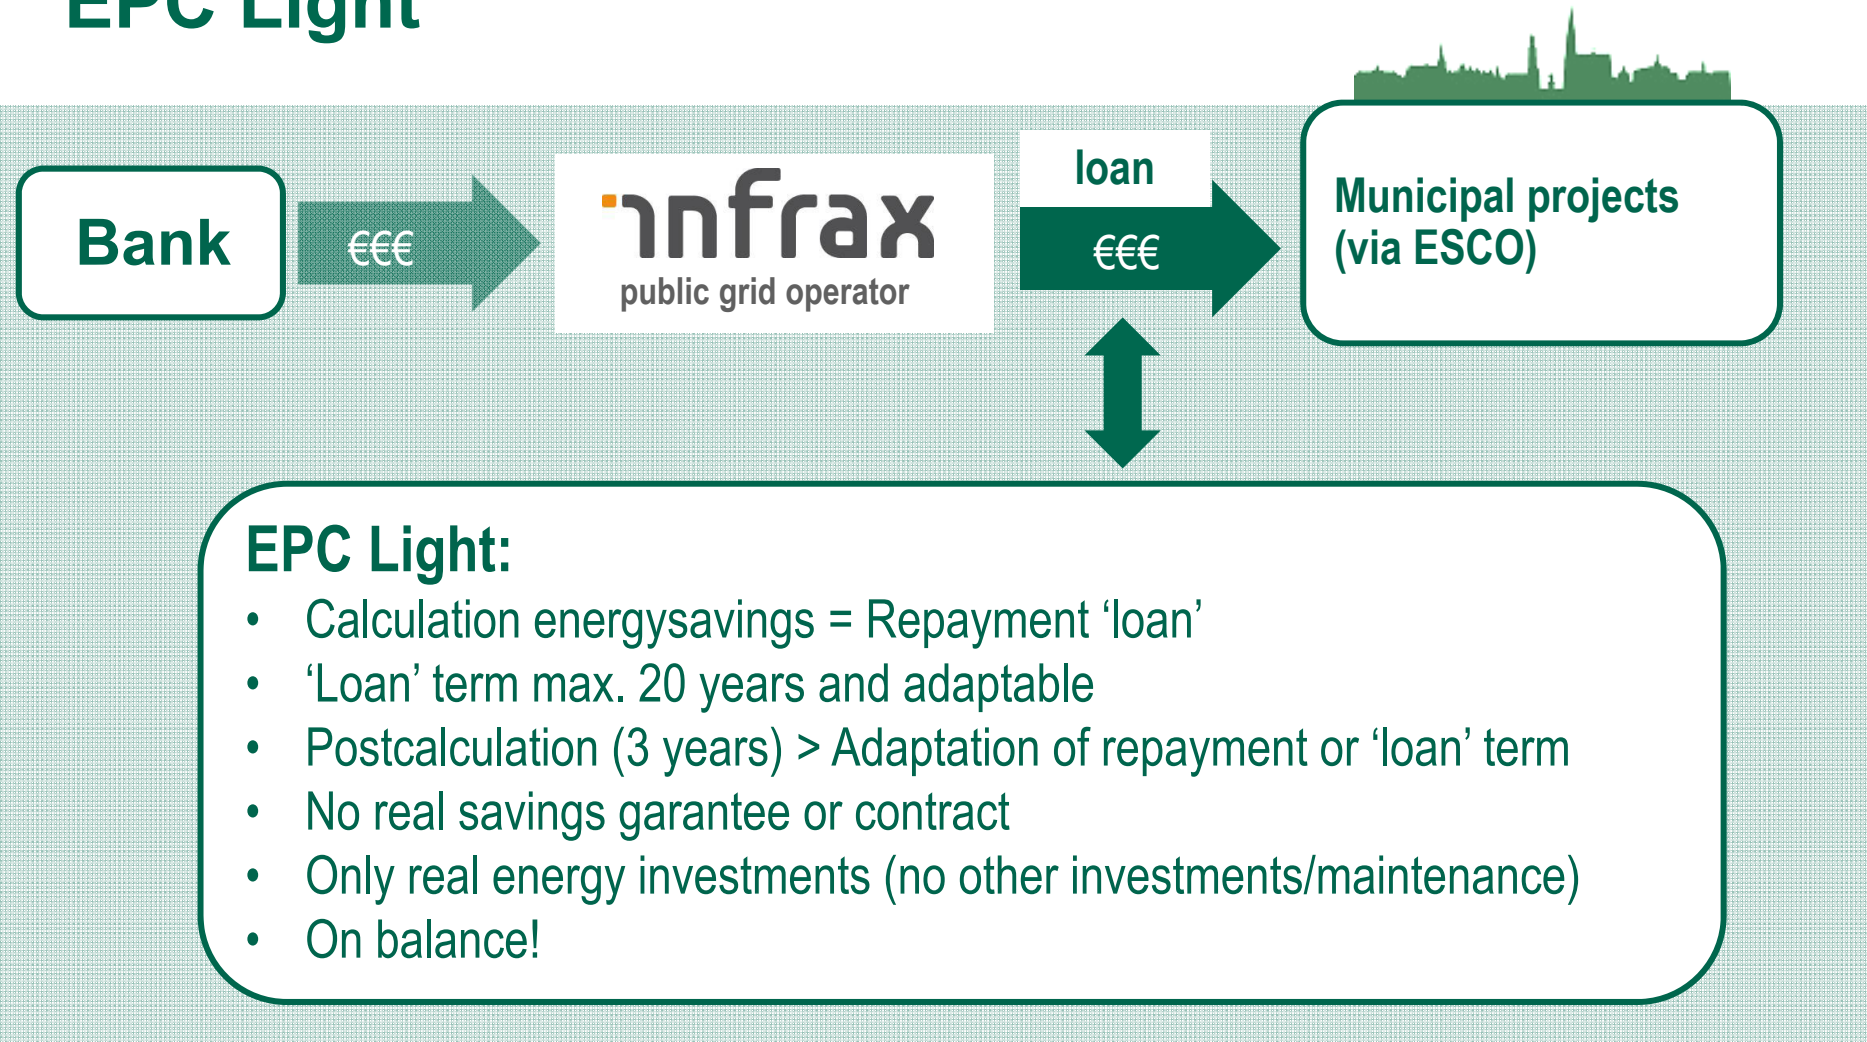 EPC Light
Bank
€€€
infrax
public grid operator
loan
€€€
Municipal projects
(via ESCO)
EPC Light:
• Calculation energysavings = Repayment ‘loan’
• ‘Loan’ term max. 20 years and adaptable
• Postcalculation (3 years) > Adaptation of repayment or ‘loan’ term
• No real savings garantee or contract
• Only real energy investments (no other investments/maintenance)
• On balance!